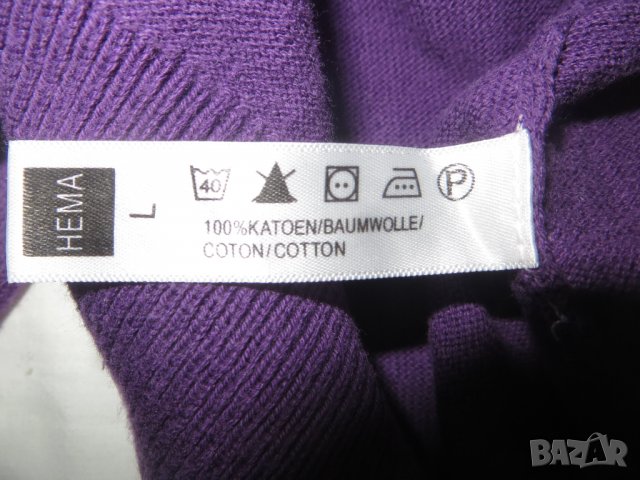 HEMA
L
40
P
100%KATOEN/BAUMWOLLE/
COTON/COTTON
BAZAR